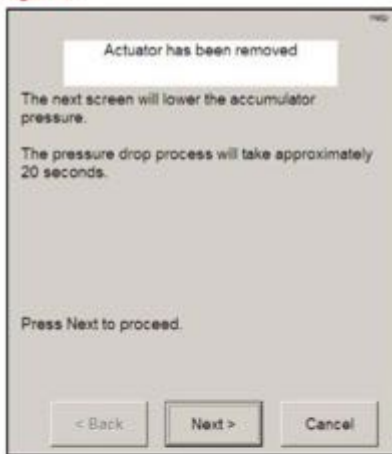 Help
Actuator has been removed
The next screen will lower the accumulator
pressure.
The pressure drop process will take approximately
20 seconds.
Press Next to proceed.
< Back
Next >
Cancel